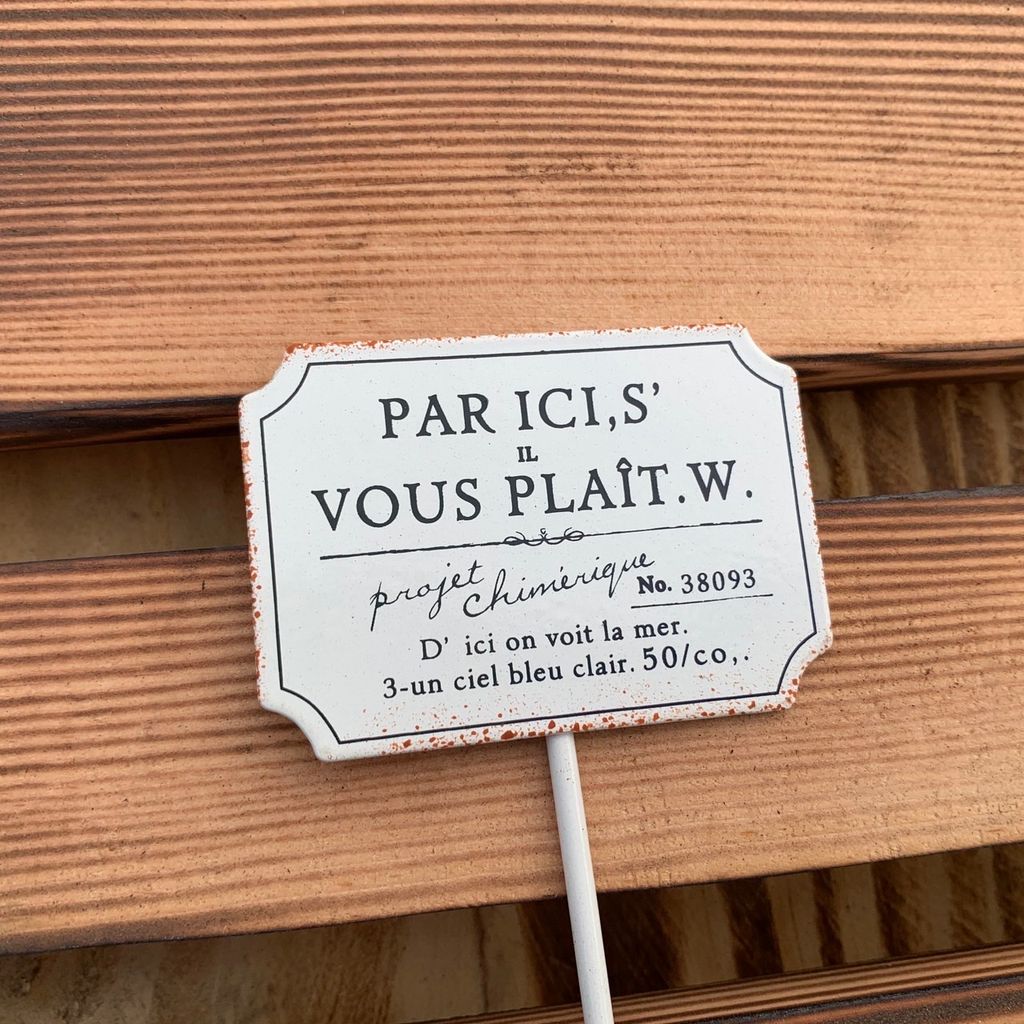 PAR ICI,S'
IL
VOUS PLAÎT.W.
projet chimérique
No. 38093
D' ici on voit la mer.
3-un ciel bleu clair. 50/co,.